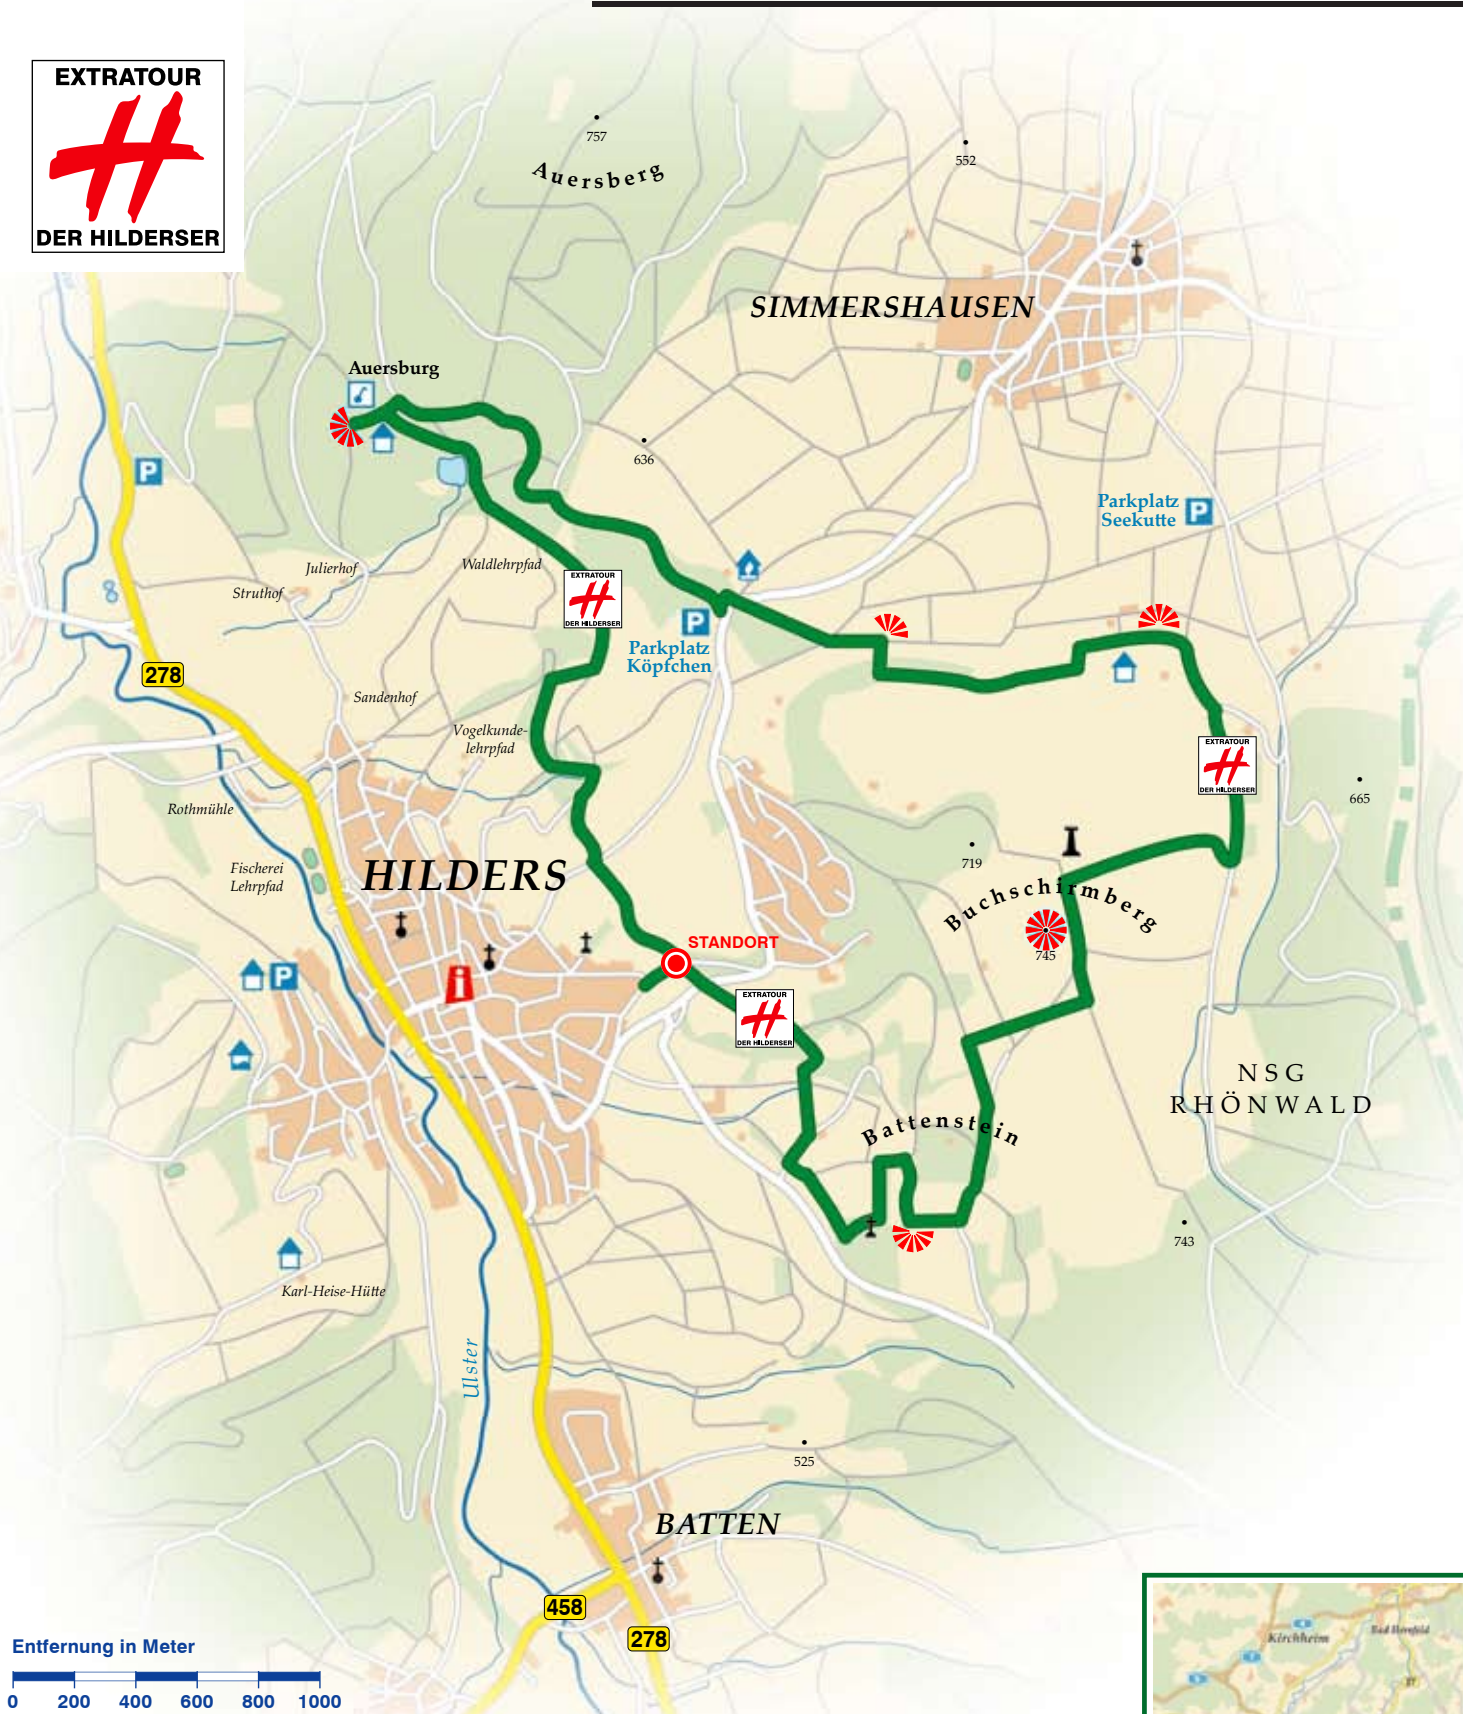 EXTRATOUR
DER HILDERSER
757
Auersberg
552
SIMMERSHAUSEN
Auersburg
636
P
Parkplatz
Seekutte
P
Julierhof
Waldlehrpfad
Struthof
EXTRATOUR
DER HILDERSER
P
Parkplatz
Köpfchen
278
Sandenhof
Vogelkunde-
lehrpfad
EXTRATOUR
DER HILDERSER
665
Rothmühle
719
Fischerei
Lehrpfad
HILDERS
Buchschirmberg
745
STANDORT
P
i
EXTRATOUR
DER HILDERSER
NSG
RHÖNWALD
Battenstein
743
Karl-Heise-Hütte
Ulster
525
BATTEN
458
278
Entfernung in Meter
0 200 400 600 800 1000
Kirchheim
Bad Hersfeld